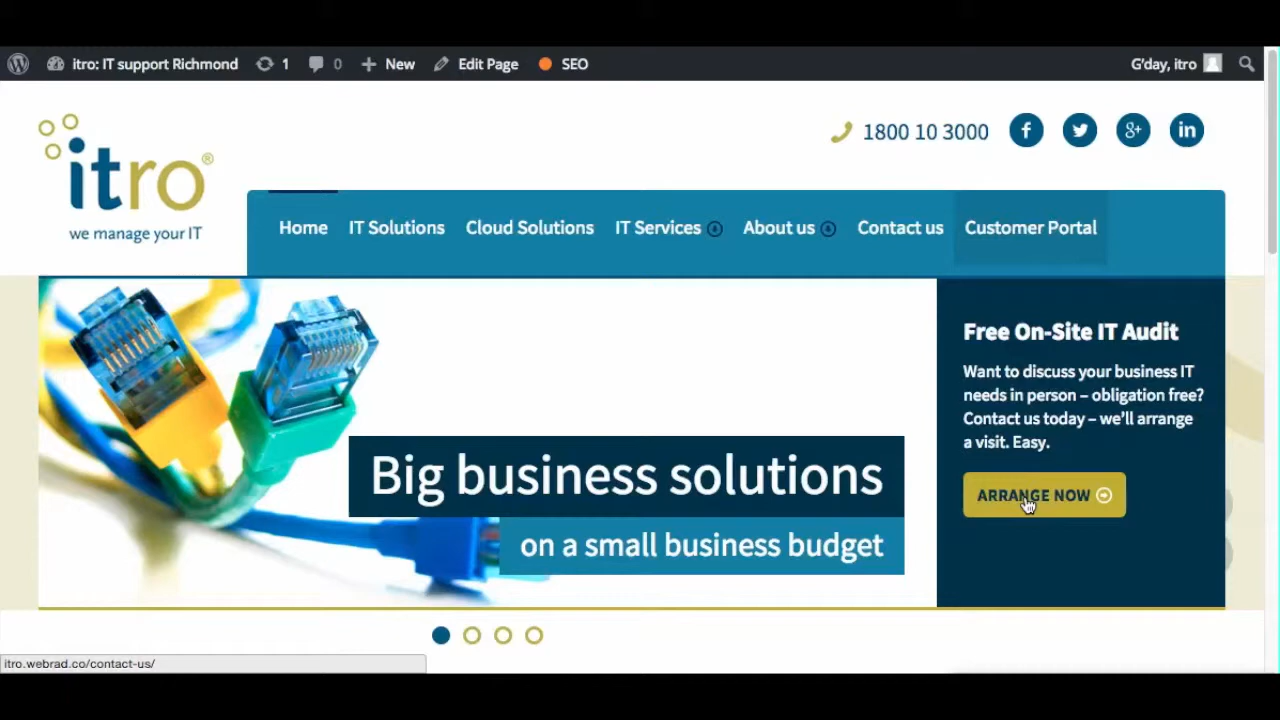 itro: IT support Richmond 1 0 New Edit Page SEO G'day, itro
itro®
we manage your IT
1800 10 3000 f 8+ in
Home IT Solutions Cloud Solutions IT Services About us Contact us Customer Portal
Big business solutions
on a small business budget
Free On-Site IT Audit
Want to discuss your business IT
needs in person – obligation free?
Contact us today – we'll arrange
a visit. Easy.
ARRANGE NOW
itro.webrad.co/contact-us/